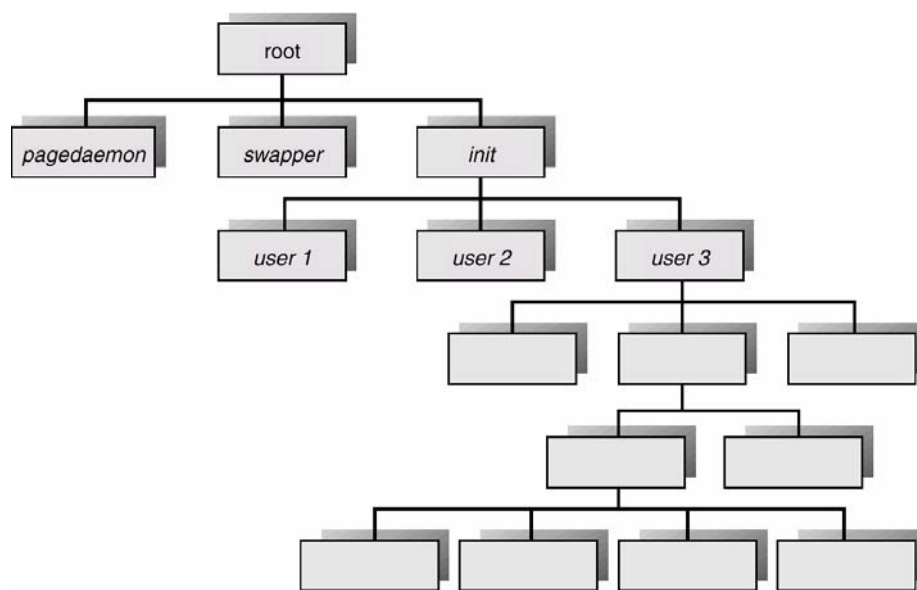 root
pagedaemon
swapper
init
user 1
user 2
user 3